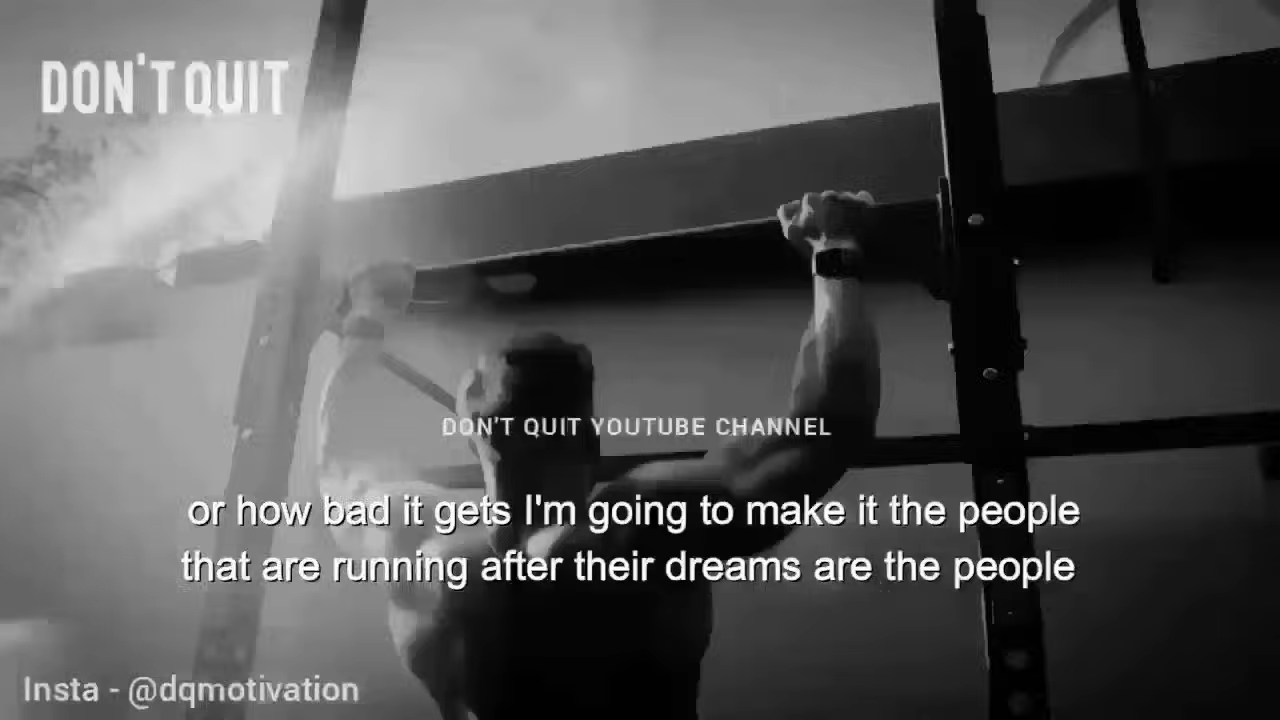 DON'T QUIT
DON'T QUIT YOUTUBE CHANNEL
or how bad it gets I'm going to make it the people
that are running after their dreams are the people
Insta - @dqmotivation